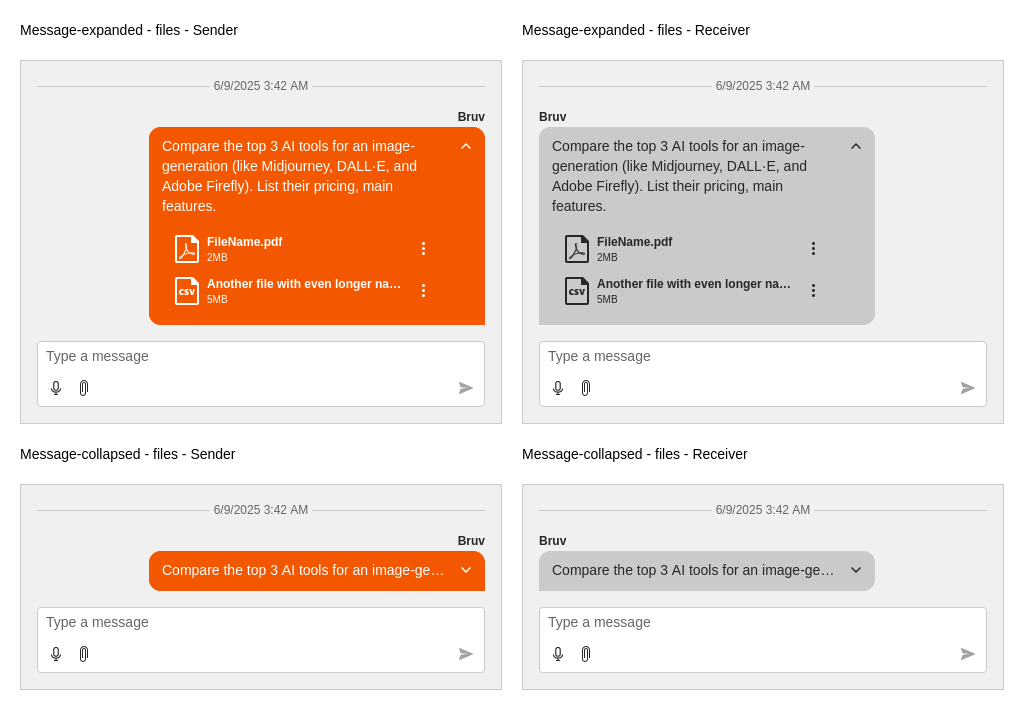 Message-expanded - files - Sender
6/9/2025 3:42 AM
Bruv
Compare the top 3 AI tools for an image-
generation (like Midjourney, DALL·E, and
Adobe Firefly). List their pricing, main
features.
FileName.pdf
2MB
csv
Another file with even longer na…
5MB
Type a message
Message-expanded - files - Receiver
6/9/2025 3:42 AM
Bruv
Compare the top 3 AI tools for an image-
generation (like Midjourney, DALL·E, and
Adobe Firefly). List their pricing, main
features.
FileName.pdf
2MB
csv
Another file with even longer na…
5MB
Type a message
Message-collapsed - files - Sender
6/9/2025 3:42 AM
Bruv
Compare the top 3 AI tools for an image-ge…
Type a message
Message-collapsed - files - Receiver
6/9/2025 3:42 AM
Bruv
Compare the top 3 AI tools for an image-ge…
Type a message